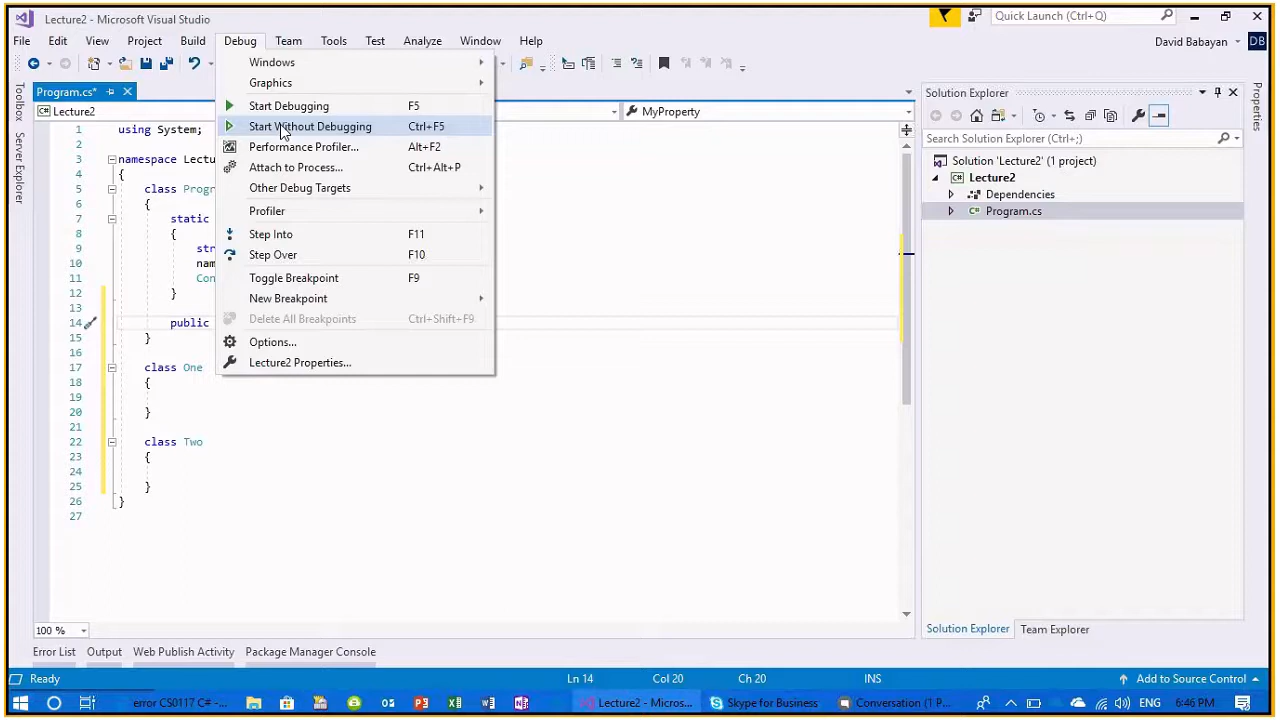 Lecture2 - Microsoft Visual Studio
Quick Launch (Ctrl+Q)
File Edit View Project Build Debug Team Tools Test Analyze Window Help
David Babayan DB
Program.cs*
Lecture2
MyProperty
Toolbox
Server Explorer
Windows
Graphics
Start Debugging F5
Start Without Debugging Ctrl+F5
Performance Profiler... Alt+F2
Attach to Process... Ctrl+Alt+P
Other Debug Targets
Profiler
Step Into F11
Step Over F10
Toggle Breakpoint F9
New Breakpoint
Delete All Breakpoints Ctrl+Shift+F9
Options...
Lecture2 Properties...
1 using System;
2
3 namespace Lectu
4 {
5 class Progr
6 {
7 static
8 {
9 str
10 nam
11 Con
12 }
13
14 public
15 }
16
17 class One
18 {
19
20 }
21
22 class Two
23 {
24
25 }
26 }
27
Solution Explorer
Search Solution Explorer (Ctrl+;)
Solution 'Lecture2' (1 project)
Lecture2
Dependencies
C# Program.cs
Properties
100 %
Solution Explorer Team Explorer
Error List Output Web Publish Activity Package Manager Console
Ready Ln 14 Col 20 Ch 20 INS Add to Source Control
error CS0117 C# -... Lecture2 - Micros... Skype for Business Conversation (1 P... ENG 6:46 PM